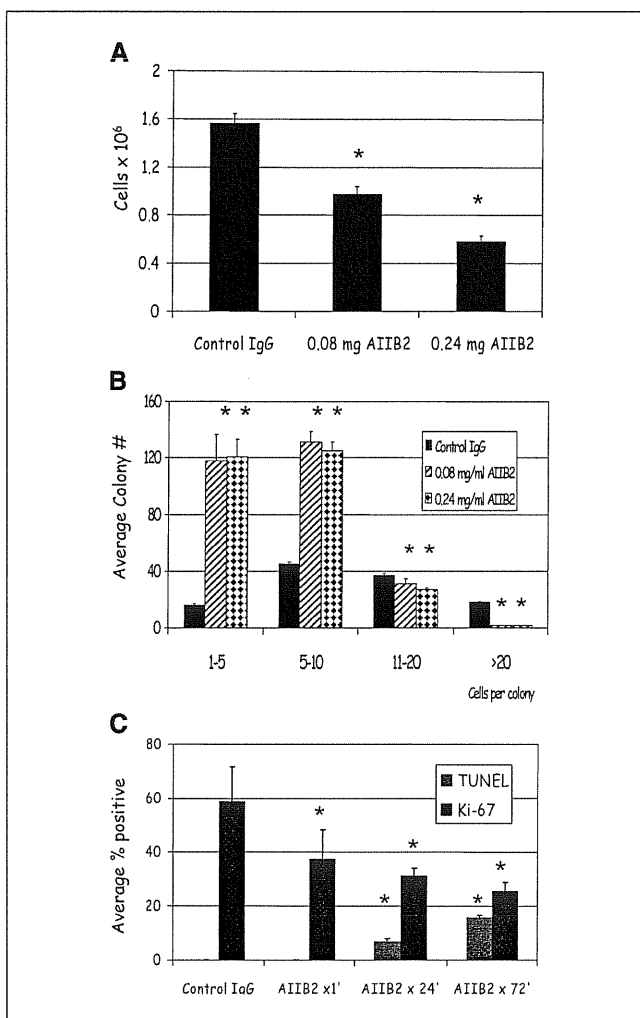 A
2
1.6
1.2
0.8
0.4
0
Cells x 10⁶
* *
Control IgG 0.08 mg AIIB2 0.24 mg AIIB2
B
160
120
80
40
0
Average Colony #
* * * * * * * *
Control IgG
0.08 mg/ml AIIB2
0.24 mg/ml AIIB2
1-5 5-10 11-20 >20
Cells per colony
C
80
60
40
20
0
Average % positive
TUNEL
Ki-67
* * * * *
Control IgG AIIB2 x1' AIIB2 x 24' AIIB2 x 72'